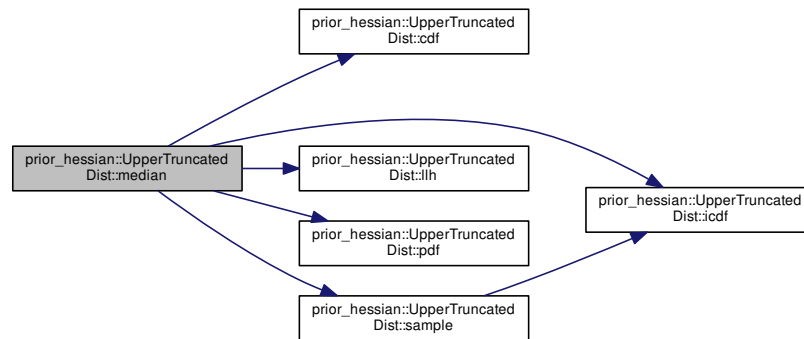 prior_hessian::UpperTruncated
Dist::cdf
prior_hessian::UpperTruncated
Dist::median
prior_hessian::UpperTruncated
Dist::llh
prior_hessian::UpperTruncated
Dist::icdf
prior_hessian::UpperTruncated
Dist::pdf
prior_hessian::UpperTruncated
Dist::sample